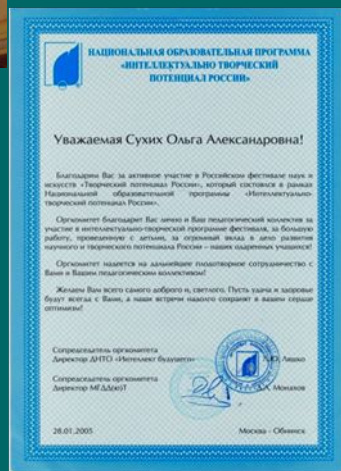 НАЦИОНАЛЬНАЯ ОБРАЗОВАТЕЛЬНАЯ ПРОГРАММА
«ИНТЕЛЛЕКТУАЛЬНО ТВОРЧЕСКИЙ
ПОТЕНЦИАЛ РОССИИ»
Уважаемая Сухих Ольга Александровна!
Благодарим Вас за активное участие в Российском фестивале наук и
искусств «Творческий потенциал России», который состоялся в рамках
Национальной образовательной программы «Интеллектуально-
творческий потенциал России».
Оргкомитет благодарит Вас лично и Ваш педагогический коллектив за
участие в интеллектуально-творческой программе фестиваля, за большую
работу, проведенную с детьми, за огромный вклад в дело развития
научного и творческого потенциала России – наших одаренных учащихся!
Оргкомитет надеется на дальнейшее плодотворное сотрудничество с
Вами и Вашим педагогическим коллективом!
Желаем Вам всего самого доброго и, светлого. Пусть удача и здоровье
будут всегда с Вами, а наши встречи надолго сохранят в вашем сердце
оптимизм!
Сопредседатель оргкомитета
Директор ДНТО «Интеллект будущего» Ляшко
Сопредседатель оргкомитета
Директор МГДД(ю)Т Монахов
28.01.2005 Москва - Обнинск